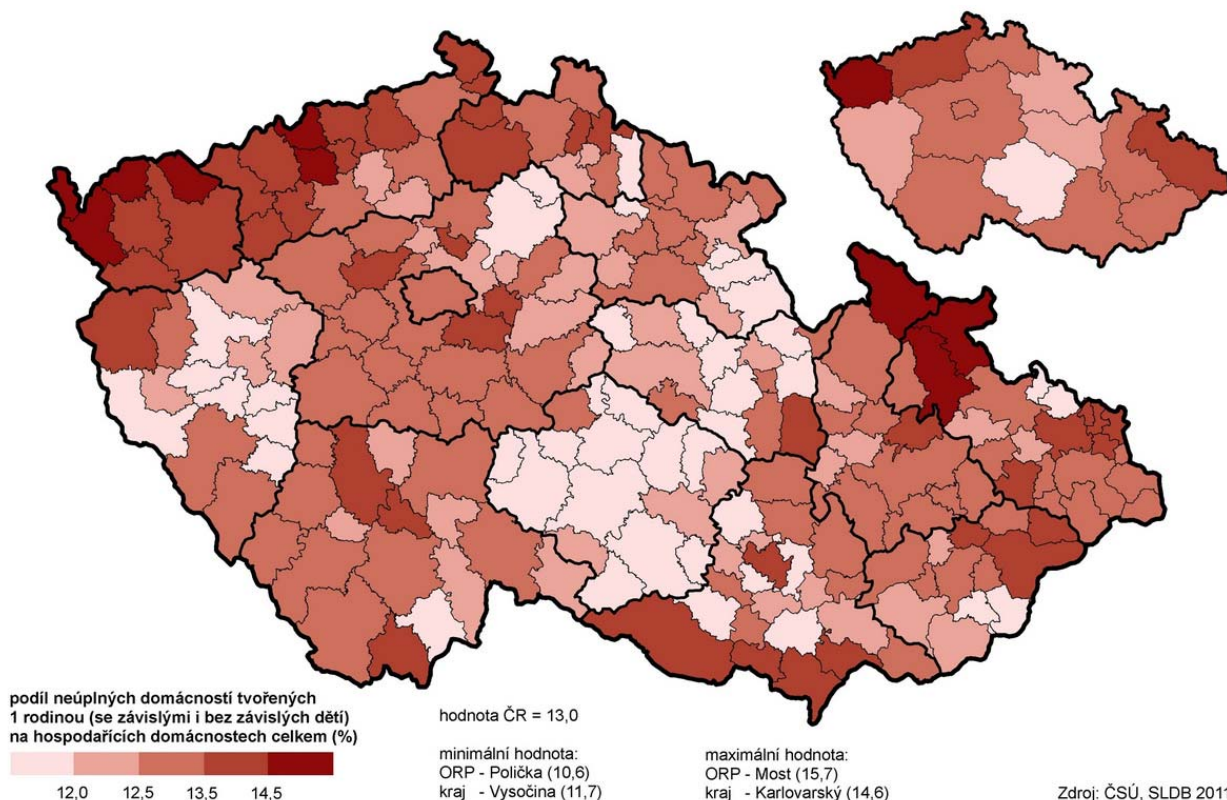 podíl neúplných domácností tvořených
1 rodinou (se závislými i bez závislých dětí)
na hospodařících domácnostech celkem (%)
12,0 12,5 13,5 14,5
hodnota ČR = 13,0
minimální hodnota:
ORP - Polička (10,6)
kraj - Vysočina (11,7)
maximální hodnota:
ORP - Most (15,7)
kraj - Karlovarský (14,6)
Zdroj: ČSÚ, SLDB 2011